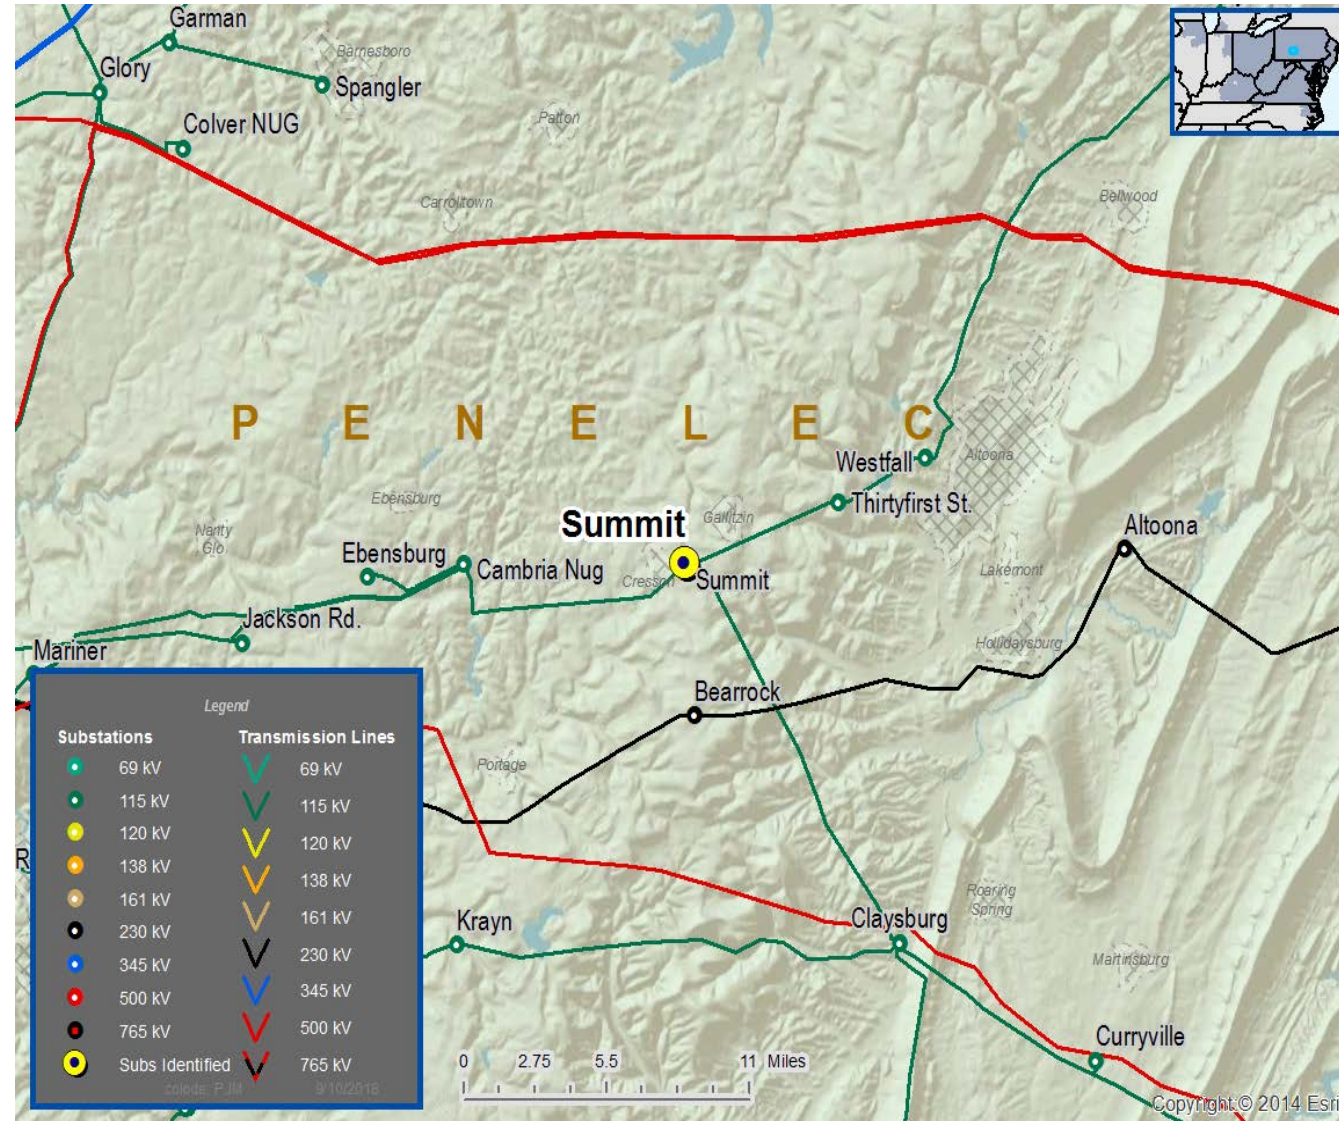 Garman
Barnesboro
Glory
Spangler
Colver NUG
Patton
Carrolltown
Bellwood
P E N E L E C
Westfall
Altoona
Ebensburg
Thirtyfirst St.
Nanty
Glo
Summit
Gallitzin
Altoona
Ebensburg
Cambria Nug
Cresson
Summit
Lakemont
Jackson Rd.
Hollidaysburg
Mariner
Bearrock
Portage
Legend
Substations Transmission Lines
69 kV 69 kV
115 kV 115 kV
120 kV 120 kV
138 kV 138 kV
161 kV 161 kV
230 kV 230 kV
345 kV 345 kV
500 kV 500 kV
765 kV 765 kV
Subs Identified
R
Roaring
Spring
Krayn
Claysburg
Martinsburg
Curryville
0 2.75 5.5 11 Miles
9/10/2018
Copyright:© 2014 Esri